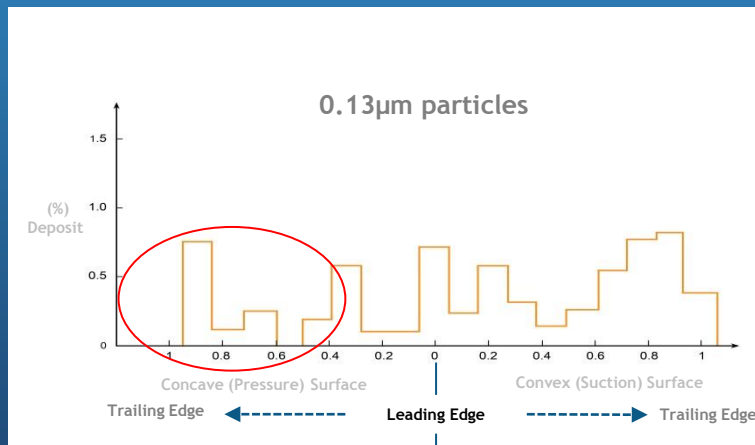 0.13µm particles
1.5
1.0
(%)
Deposit
0.5
0
1 0.8 0.6 0.4 0.2 0 0.2 0.4 0.6 0.8 1
Concave (Pressure) Surface Convex (Suction) Surface
Trailing Edge Leading Edge Trailing Edge